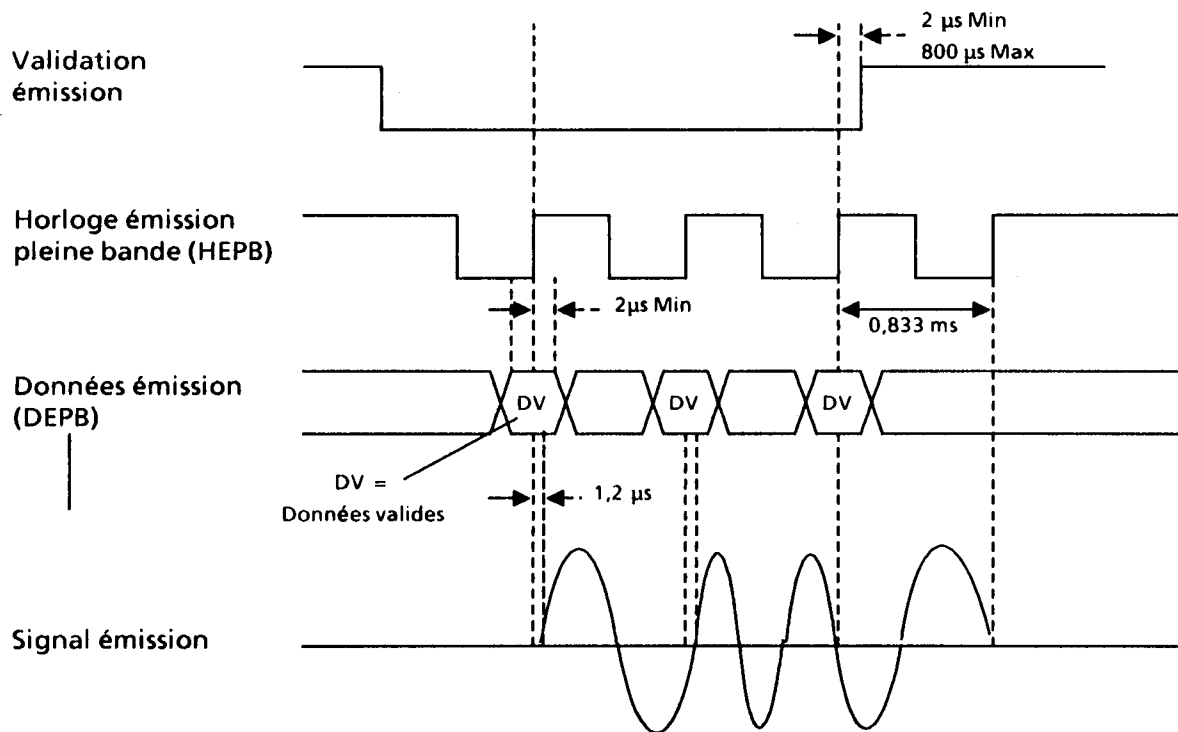 2 µs Min
800 µs Max
Validation
émission
Horloge émission
pleine bande (HEPB)
2µs Min
0,833 ms
Données émission
(DEPB)
DV
DV
DV
DV =
Données valides
1,2 µs
Signal émission